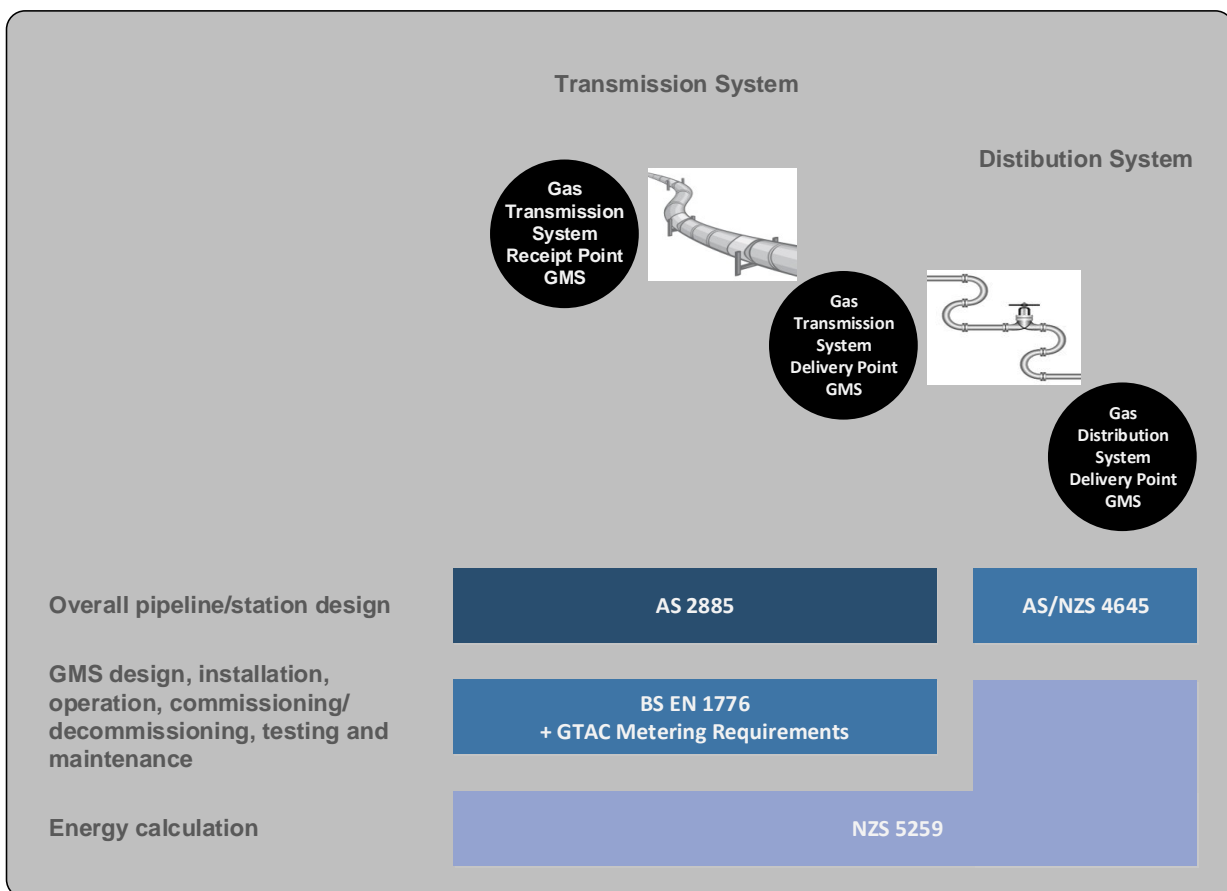 Transmission System
Distibution System
Gas
Transmission
System
Receipt Point
GMS
Gas
Transmission
System
Delivery Point
GMS
Gas
Distribution
System
Delivery Point
GMS
Overall pipeline/station design
AS 2885
AS/NZS 4645
GMS design, installation,
operation, commissioning/
decommissioning, testing and
maintenance
BS EN 1776
+ GTAC Metering Requirements
Energy calculation
NZS 5259